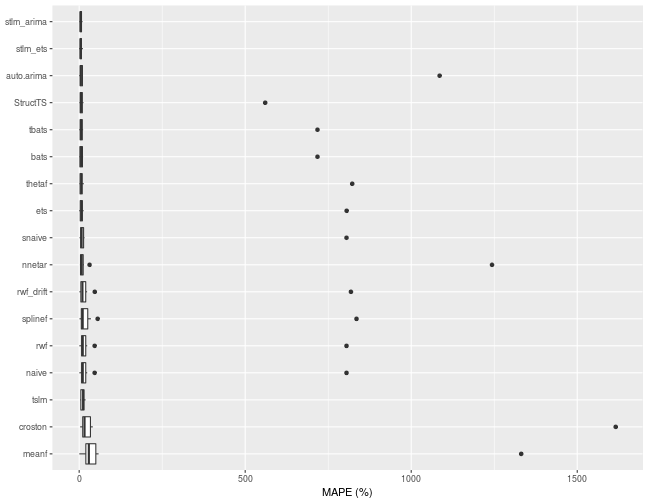 stlm_arima
stlm_ets
auto.arima
StructTS
tbats
bats
thetaf
ets
snaive
nnetar
rwf_drift
splinef
rwf
naive
tslm
croston
meanf
0 500 1000 1500
MAPE (%)